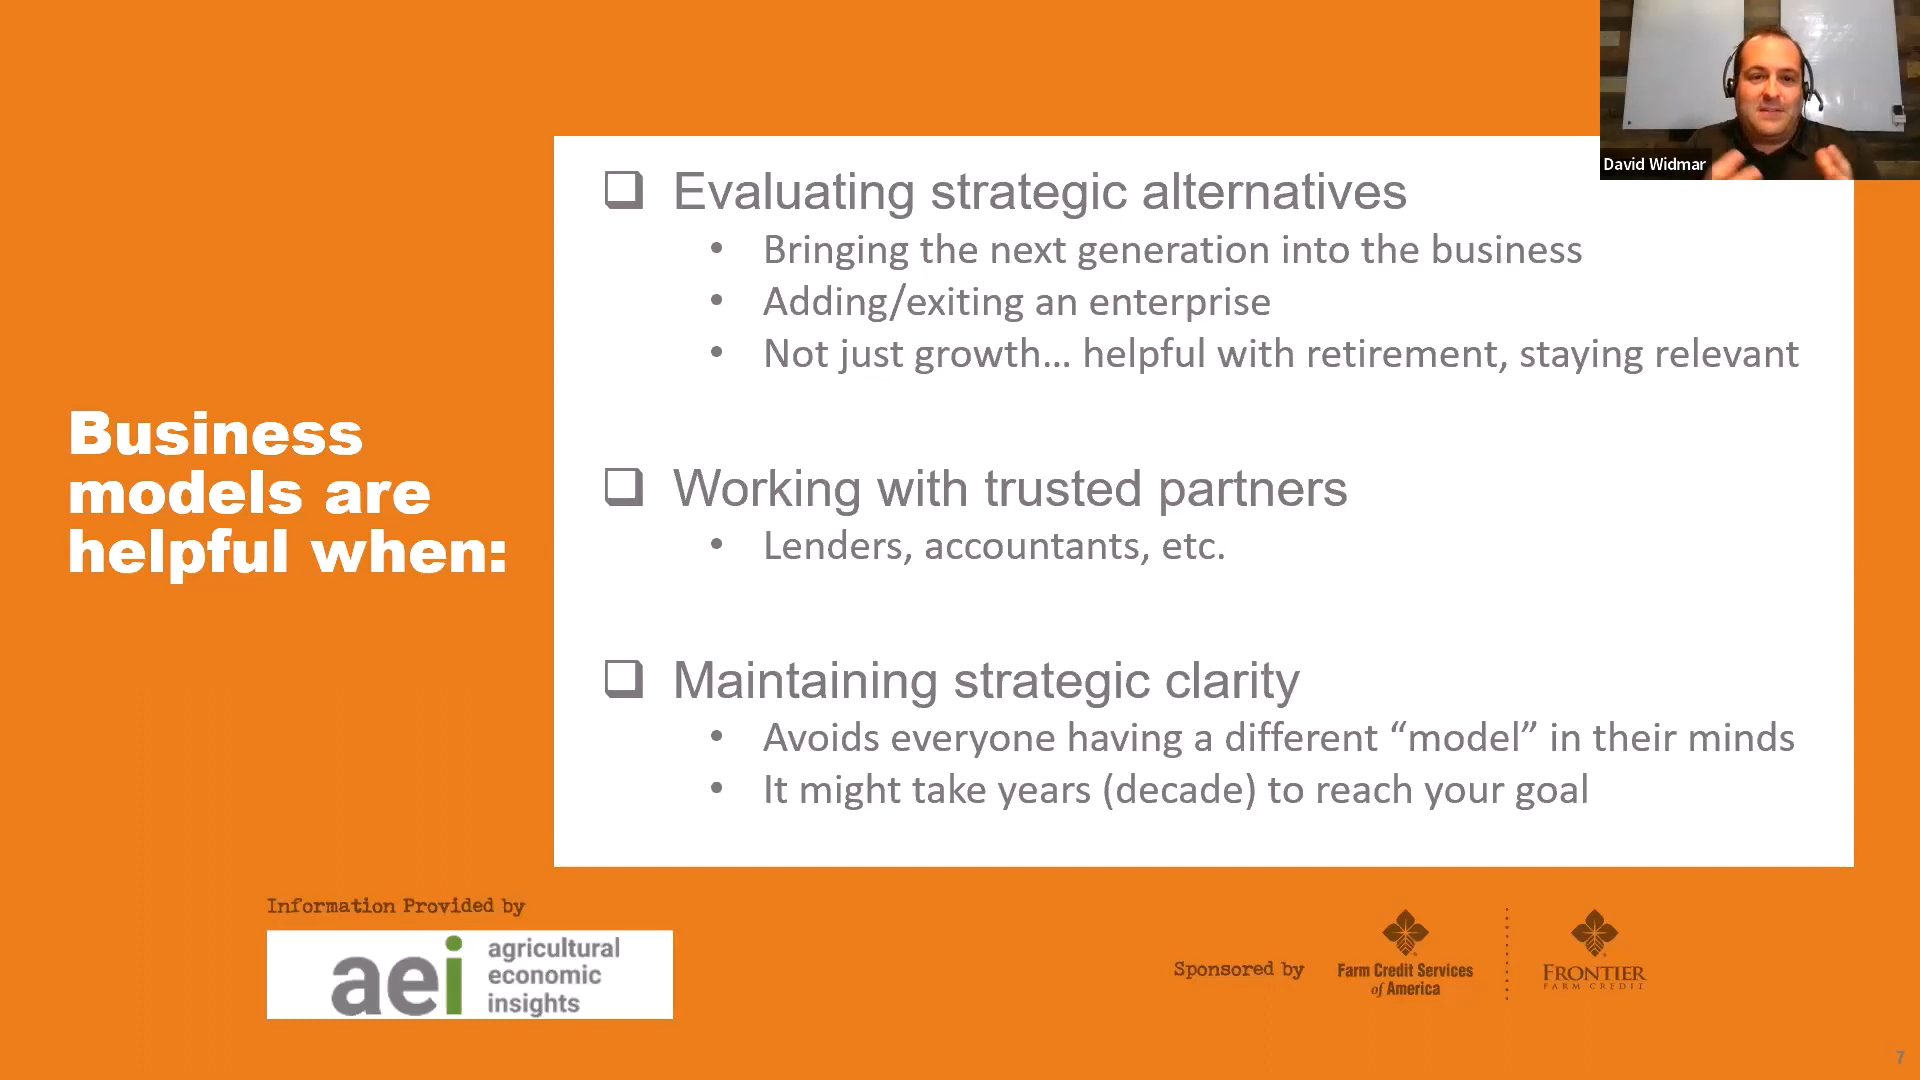 David Widmar
Business
models are
helpful when:
❑ Evaluating strategic alternatives
• Bringing the next generation into the business
• Adding/exiting an enterprise
• Not just growth... helpful with retirement, staying relevant
❑ Working with trusted partners
• Lenders, accountants, etc.
❑ Maintaining strategic clarity
• Avoids everyone having a different “model” in their minds
• It might take years (decade) to reach your goal
Information Provided by
aei agricultural
economic
insights
Sponsored by
Farm Credit Services
of America
FRONTIER
FARM CREDIT
7